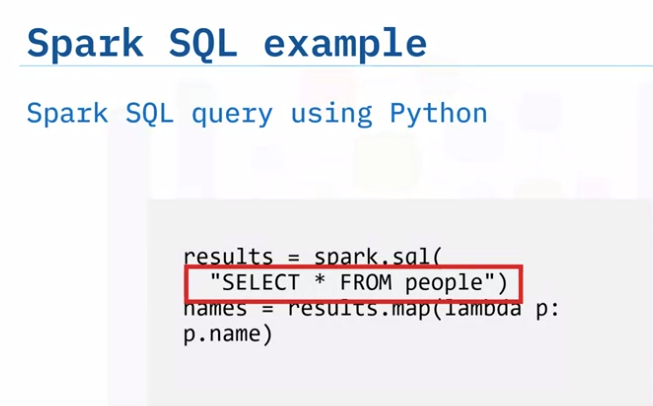 Spark SQL example
Spark SQL query using Python
results = spark.sql(
"SELECT * FROM people")
names = results.map(lambda p:
p.name)